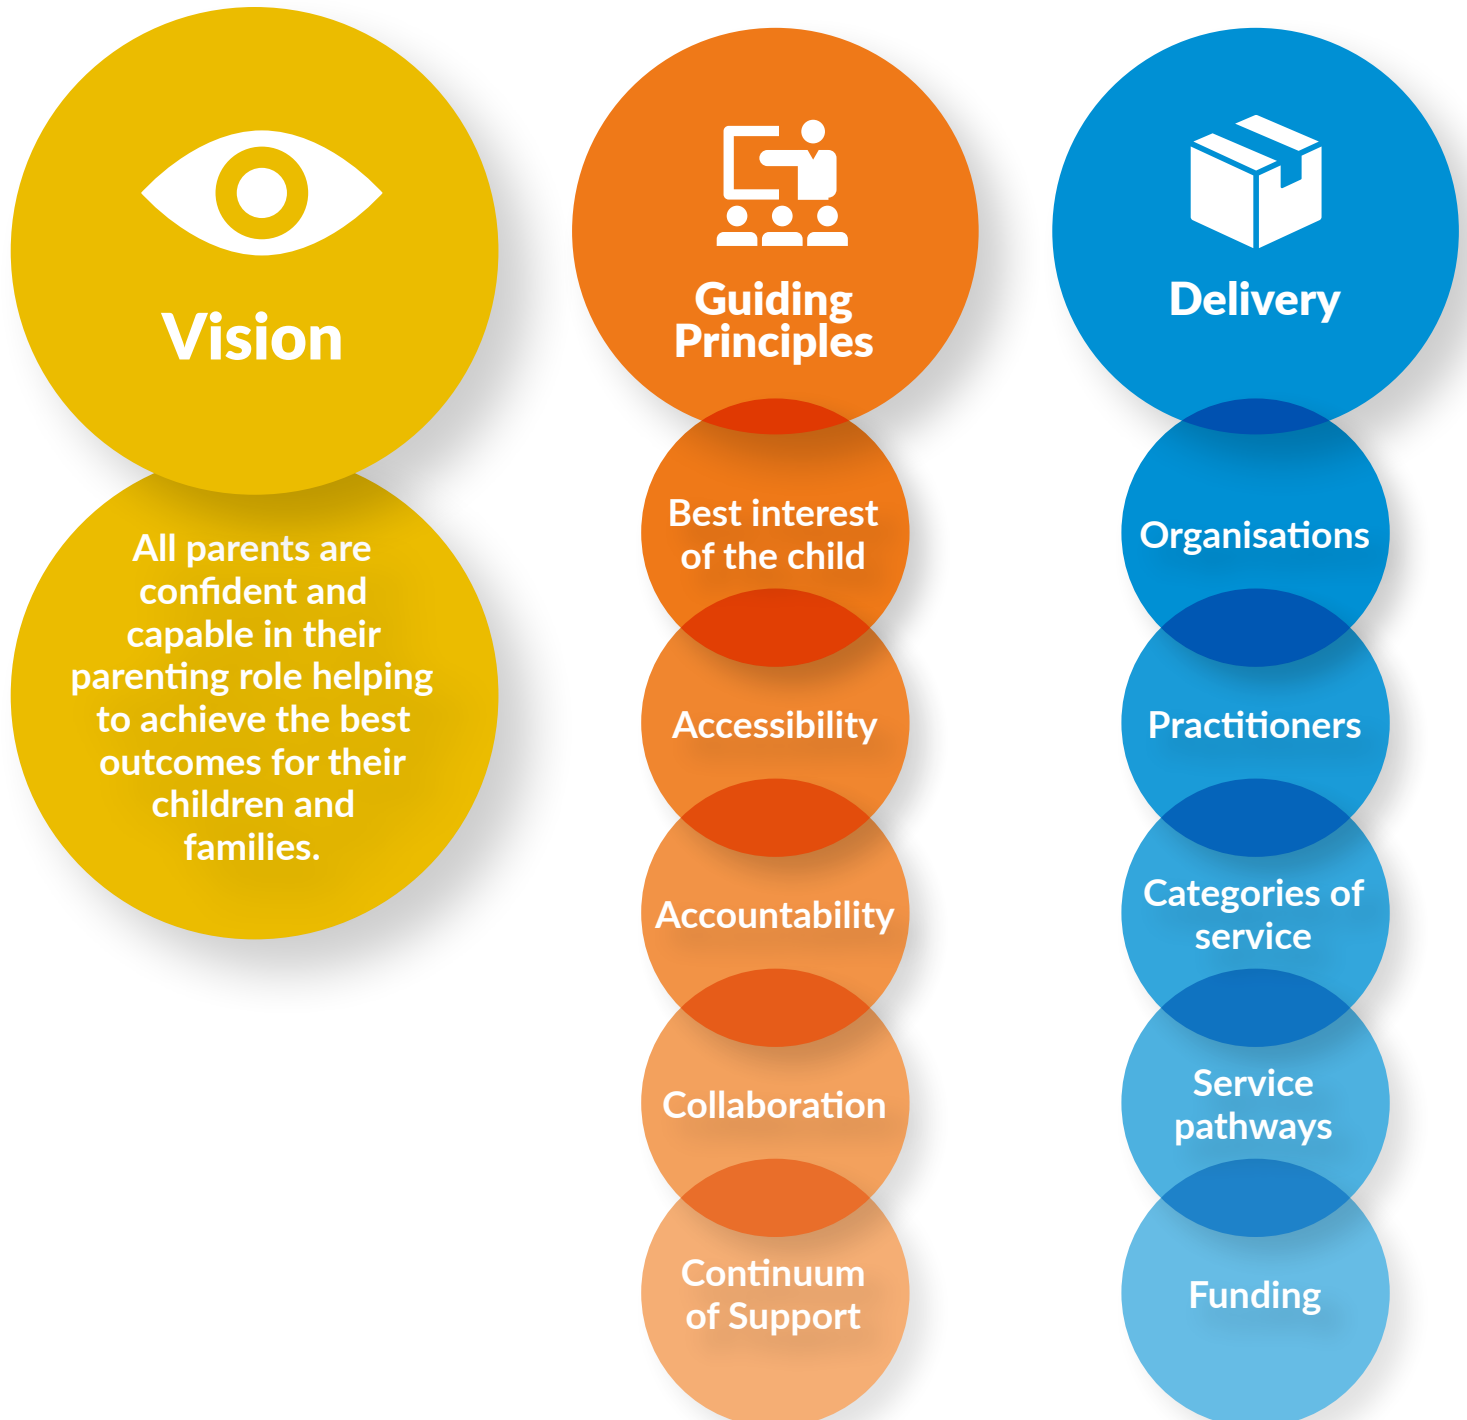 Vision
All parents are
confident and
capable in their
parenting role helping
to achieve the best
outcomes for their
children and
families.
Guiding
Principles
Best interest
of the child
Accessibility
Accountability
Collaboration
Continuum
of Support
Delivery
Organisations
Practitioners
Categories of
service
Service
pathways
Funding